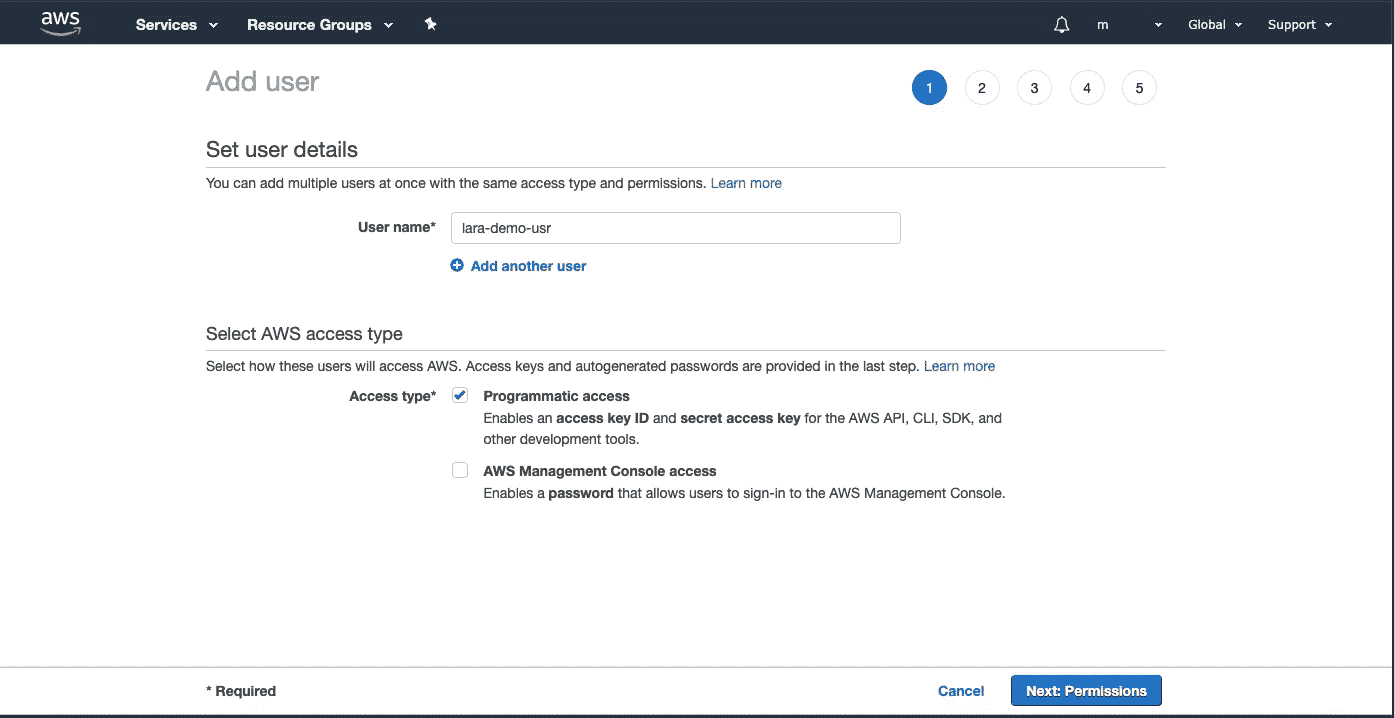 aws Services Resource Groups m Global Support
Add user
1 2 3 4 5
Set user details
You can add multiple users at once with the same access type and permissions. Learn more
User name* lara-demo-usr
Add another user
Select AWS access type
Select how these users will access AWS. Access keys and autogenerated passwords are provided in the last step. Learn more
Access type* Programmatic access
Enables an access key ID and secret access key for the AWS API, CLI, SDK, and
other development tools.
AWS Management Console access
Enables a password that allows users to sign-in to the AWS Management Console.
* Required Cancel Next: Permissions